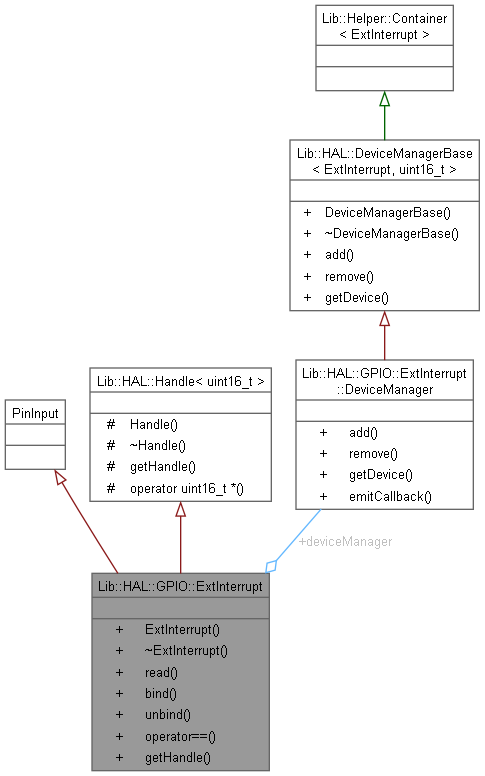 Lib::Helper::Container
< ExtInterrupt >
Lib::HAL::DeviceManagerBase
< ExtInterrupt, uint16_t >
+ DeviceManagerBase()
+ ~DeviceManagerBase()
+ add()
+ remove()
+ getDevice()
Lib::HAL::GPIO::ExtInterrupt
::DeviceManager
+ add()
+ remove()
+ getDevice()
+ emitCallback()
Lib::HAL::Handle< uint16_t >
# Handle()
# ~Handle()
# getHandle()
# operator uint16_t *()
PinInput
+deviceManager
Lib::HAL::GPIO::ExtInterrupt
+ ExtInterrupt()
+ ~ExtInterrupt()
+ read()
+ bind()
+ unbind()
+ operator==()
+ getHandle()